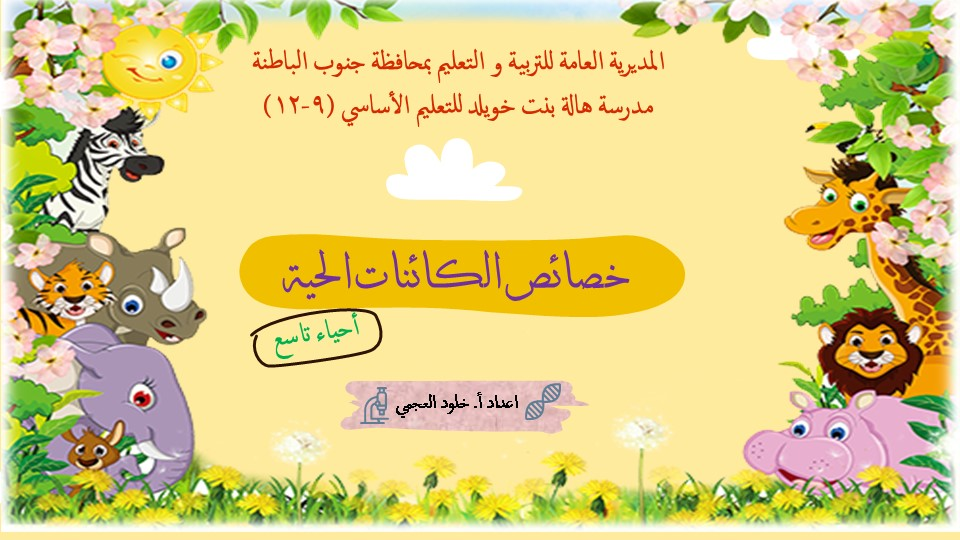 المديرية العامة للتربية و التعليم بمحافظة جنوب الباطنة
مدرسة هالة بنت خويلد للتعليم الأساسي (٩-١٢)
خصائص الكائنات الحية
أحياء تاسع
اعداد أ. خلود العجمي